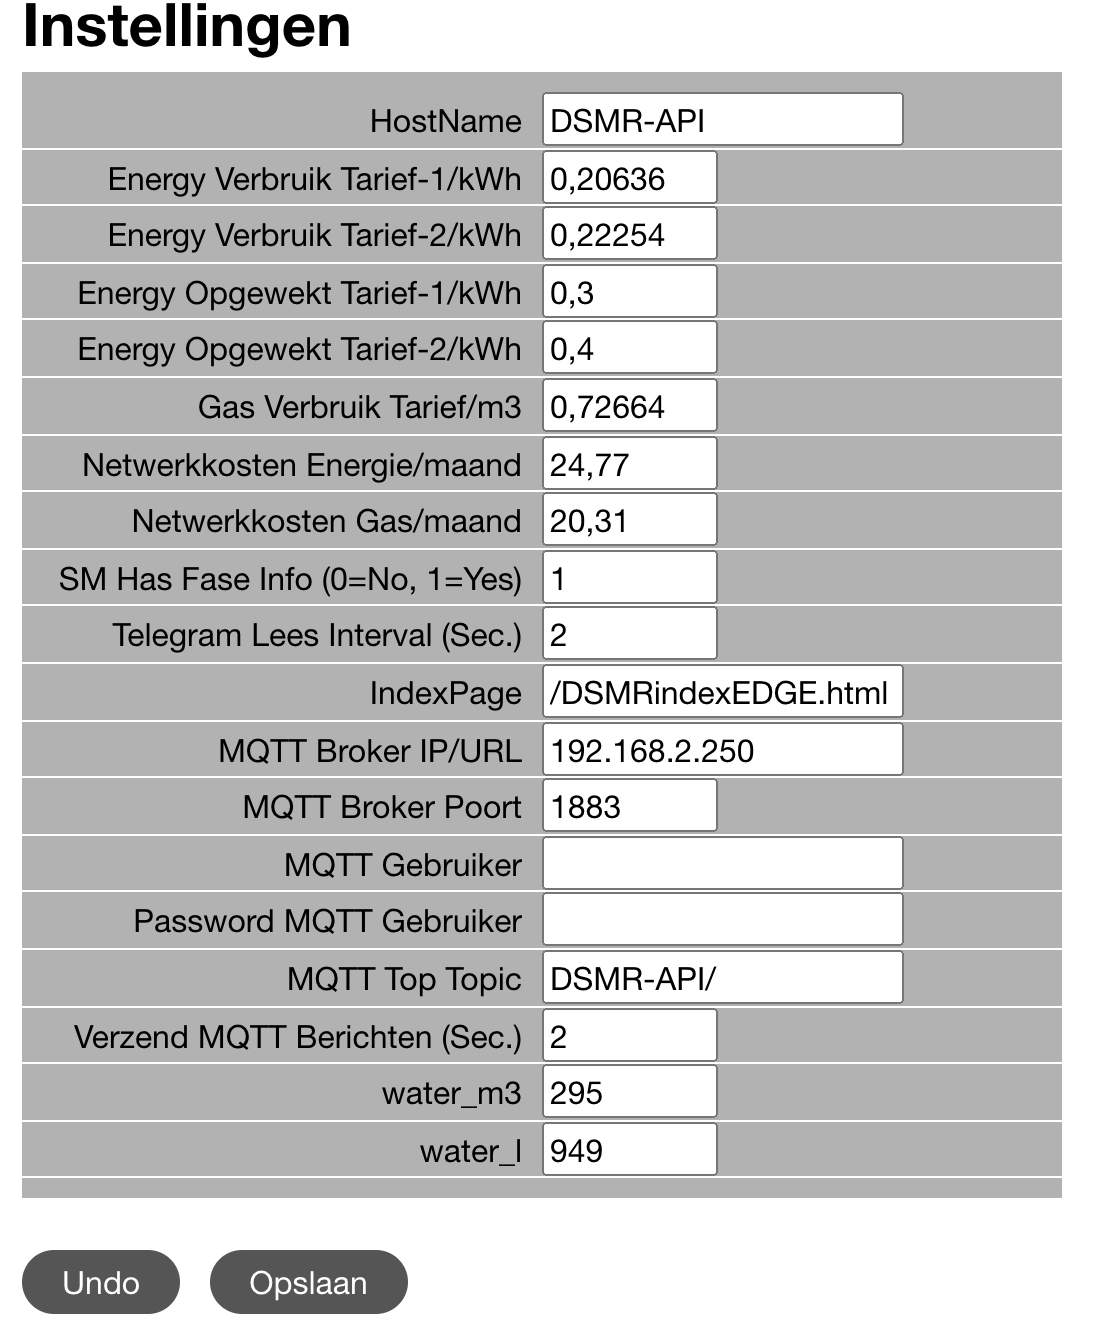 Instellingen
HostName DSMR-API
Energy Verbruik Tarief-1/kWh 0,20636
Energy Verbruik Tarief-2/kWh 0,22254
Energy Opgewekt Tarief-1/kWh 0,3
Energy Opgewekt Tarief-2/kWh 0,4
Gas Verbruik Tarief/m3 0,72664
Netwerkkosten Energie/maand 24,77
Netwerkkosten Gas/maand 20,31
SM Has Fase Info (0=No, 1=Yes) 1
Telegram Lees Interval (Sec.) 2
IndexPage /DSMRindexEDGE.html
MQTT Broker IP/URL 192.168.2.250
MQTT Broker Poort 1883
MQTT Gebruiker
Password MQTT Gebruiker
MQTT Top Topic DSMR-API/
Verzend MQTT Berichten (Sec.) 2
water_m3 295
water_l 949
Undo Opslaan